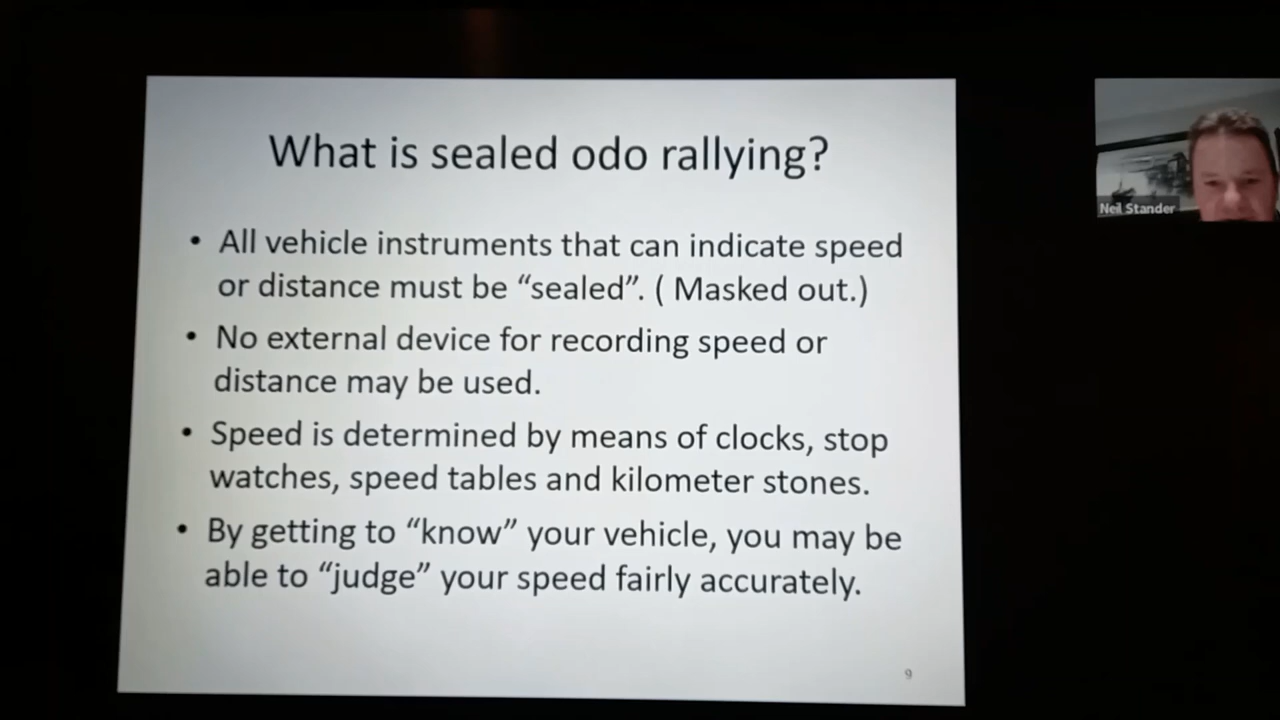 What is sealed odo rallying?
• All vehicle instruments that can indicate speed
or distance must be “sealed”. ( Masked out.)
• No external device for recording speed or
distance may be used.
• Speed is determined by means of clocks, stop
watches, speed tables and kilometer stones.
• By getting to “know” your vehicle, you may be
able to “judge” your speed fairly accurately.
9
Neil Stander